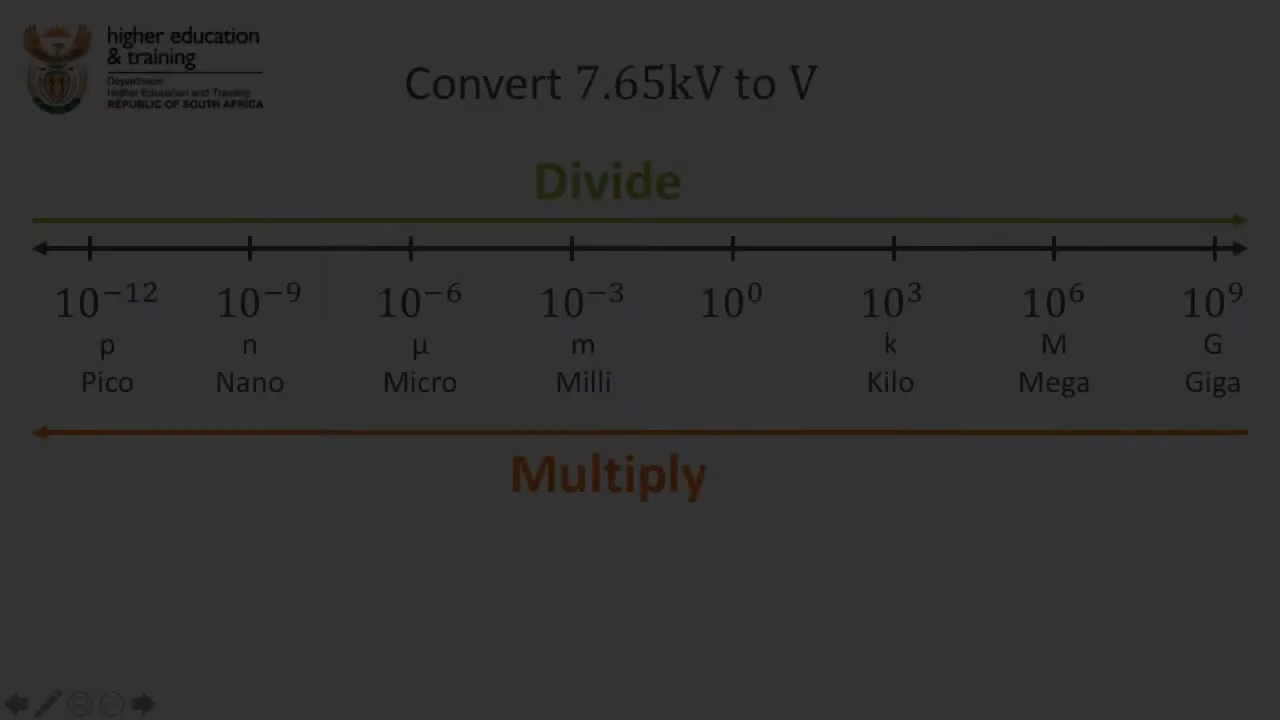 higher education
& training
Department:
Higher Education and Training
REPUBLIC OF SOUTH AFRICA
Convert 7.65kV to V
Divide
10⁻¹² 10⁻⁹ 10⁻⁶ 10⁻³ 10⁰ 10³ 10⁶ 10⁹
p n µ m k M G
Pico Nano Micro Milli Kilo Mega Giga
Multiply